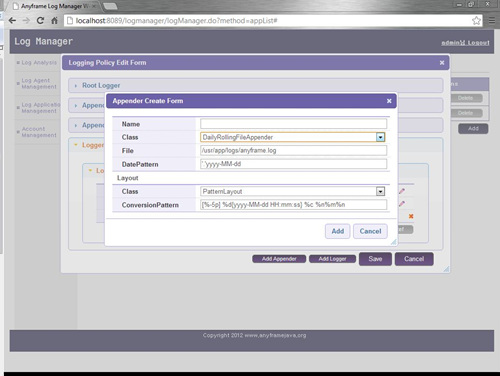 Anyframe Log Manager W
localhost:8089/logmanager/logManager.do?method=appList#
Log Manager
admin's Logout
Log Analysis
Logging Policy Edit Form
Log Agent
Management
Root Logger
Log Application
Management
Account
Management
Appender Create Form
Name
Class DailyRollingFileAppender
File /usr/app/logs/anyframe.log
DatePattern '.'yyyy-MM-dd
Layout
Class PatternLayout
ConversionPattern [%-5p] %d{yyyy-MM-dd HH:mm:ss} %c %n%m%n
Add Cancel
Delete
Delete
Add
Logger
Add Appender Add Logger Save Cancel
Copyright 2012 www.anyframejava.org